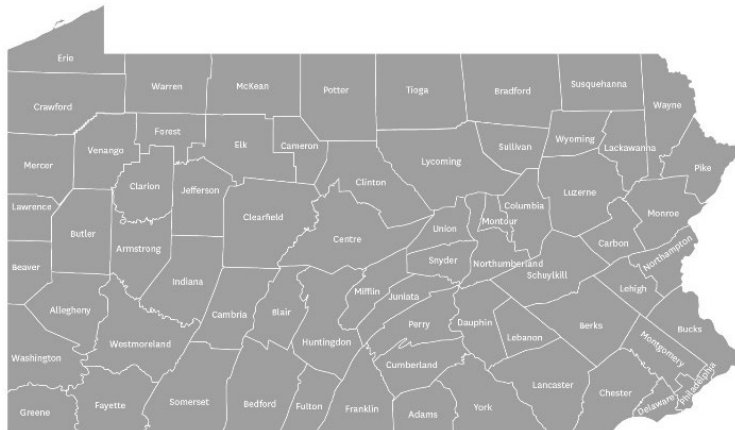 Erie
Warren
McKean
Potter
Tioga
Bradford
Susquehanna
Wayne
Crawford
Forest
Elk
Cameron
Sullivan
Wyoming
Lackawanna
Venango
Mercer
Lycoming
Pike
Clarion
Jefferson
Clinton
Luzerne
Lawrence
Clearfield
Columbia
Montour
Monroe
Butler
Armstrong
Centre
Union
Carbon
Northampton
Beaver
Indiana
Snyder
Northumberland
Schuylkill
Lehigh
Mifflin
Juniata
Allegheny
Cambria
Blair
Huntingdon
Perry
Dauphin
Lebanon
Berks
Bucks
Montgomery
Westmoreland
Washington
Cumberland
Lancaster
Chester
Delaware
Philadelphia
Greene
Fayette
Somerset
Bedford
Fulton
Franklin
Adams
York